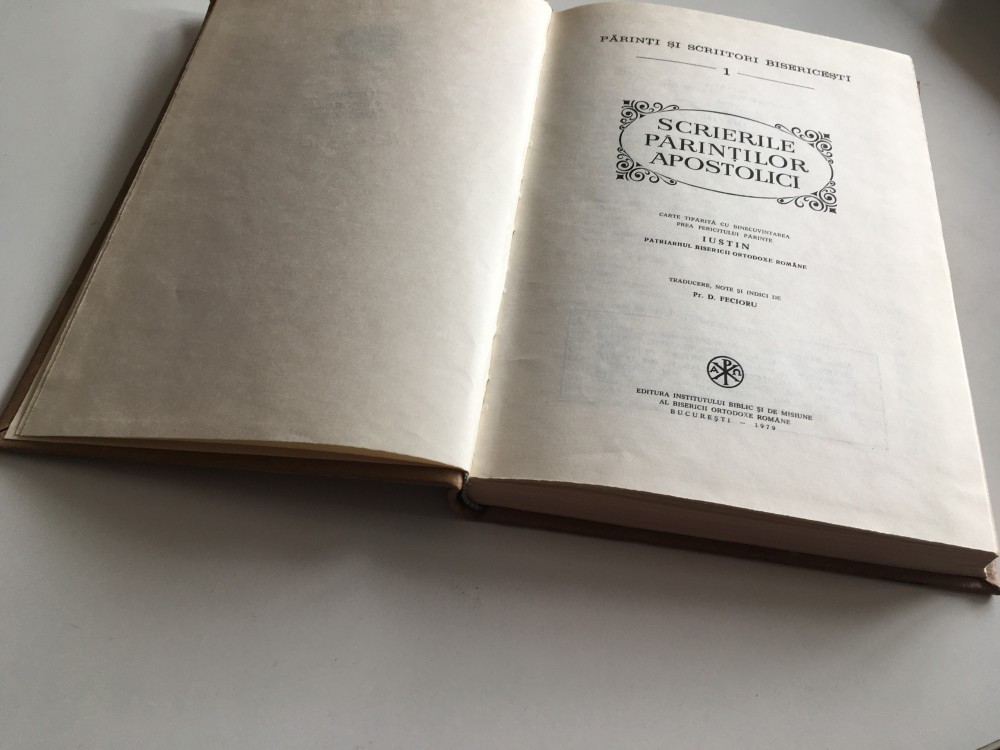 PĂRINȚI ȘI SCRIITORI BISERICEȘTI
1
SCRIERILE
PĂRINȚILOR
APOSTOLICI
CARTE TIPĂRITĂ CU BINECUVÎNTAREA
PREA FERICITULUI PĂRINTE
IUSTIN
PATRIARHUL BISERICII ORTODOXE ROMÂNE
TRADUCERE, NOTE ȘI INDICI DE
Pr. D. FECIORU
EDITURA INSTITUTULUI BIBLIC ȘI DE MISIUNE
AL BISERICII ORTODOXE ROMÂNE
BUCUREȘTI — 1979